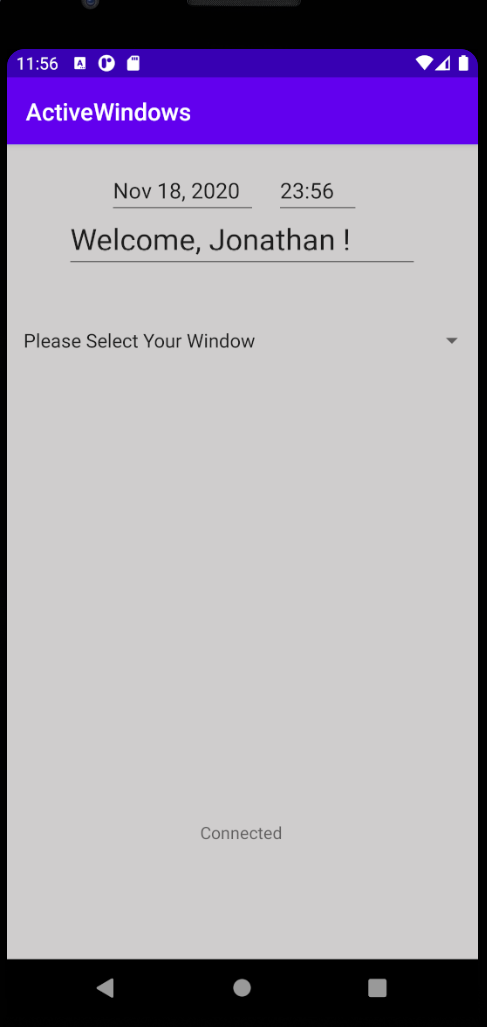 11:56
ActiveWindows
Nov 18, 2020 23:56
Welcome, Jonathan !
Please Select Your Window
Connected